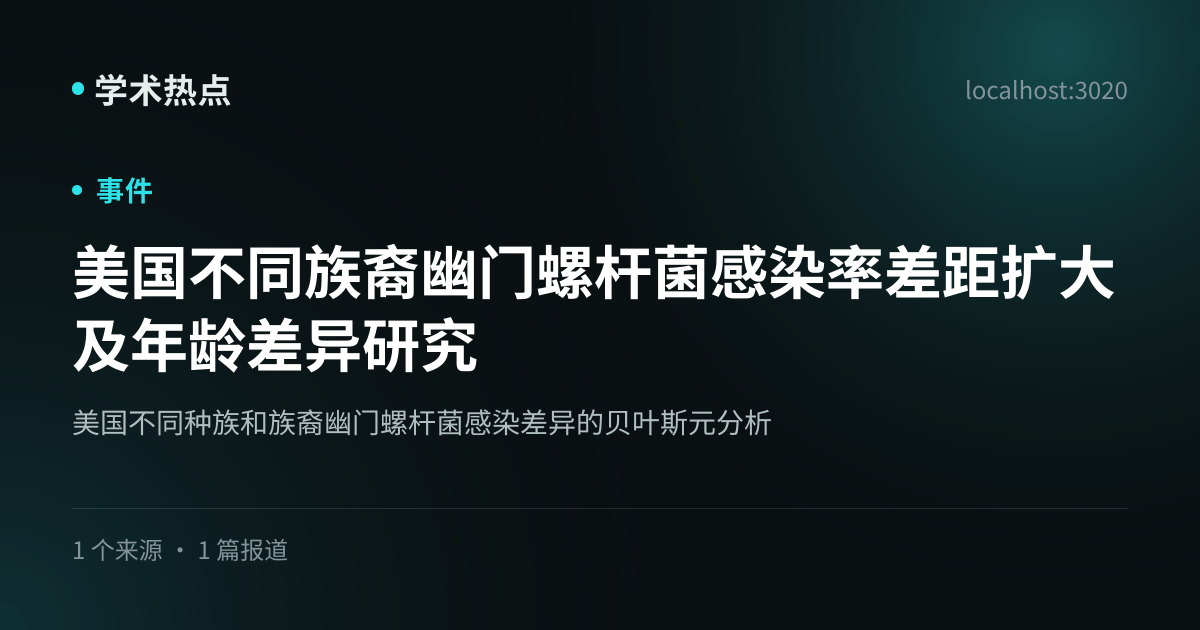 学术热点
localhost:3020
事件
美国不同族裔幽门螺杆菌感染率差距扩大
及年龄差异研究
美国不同种族和族裔幽门螺杆菌感染差异的贝叶斯元分析
1 个来源 • 1 篇报道